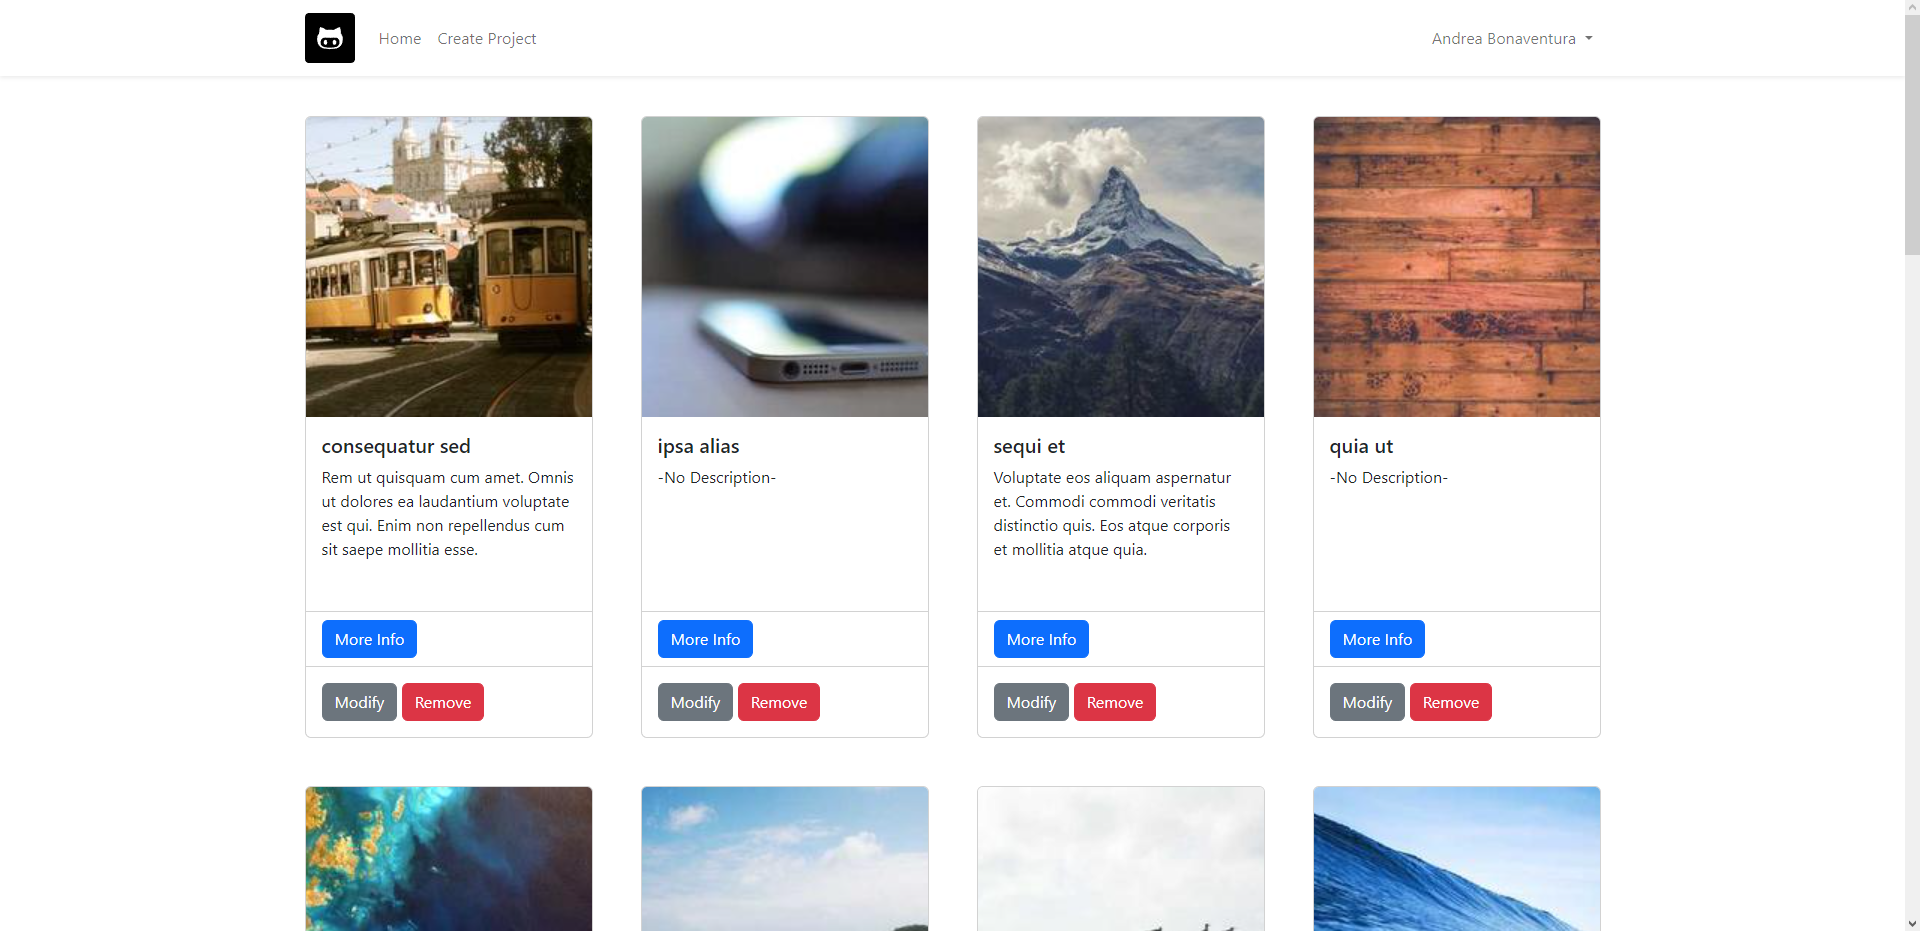 Home
Create Project
Andrea Bonaventura
consequatur sed
Rem ut quisquam cum amet. Omnis
ut dolores ea laudantium voluptate
est qui. Enim non repellendus cum
sit saepe mollitia esse.
More Info
Modify
Remove
ipsa alias
-No Description-
More Info
Modify
Remove
sequi et
Voluptate eos aliquam aspernatur
et. Commodi commodi veritatis
distinctio quis. Eos atque corporis
et mollitia atque quia.
More Info
Modify
Remove
quia ut
-No Description-
More Info
Modify
Remove